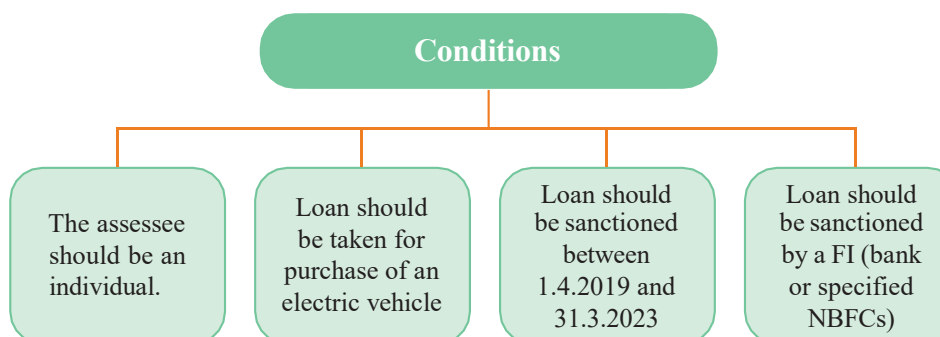 Conditions
The assessee
should be an
individual.
Loan should
be taken for
purchase of an
electric vehicle
Loan should
be sanctioned
between
1.4.2019 and
31.3.2023
Loan should
be sanctioned
by a FI (bank
or specified
NBFCs)